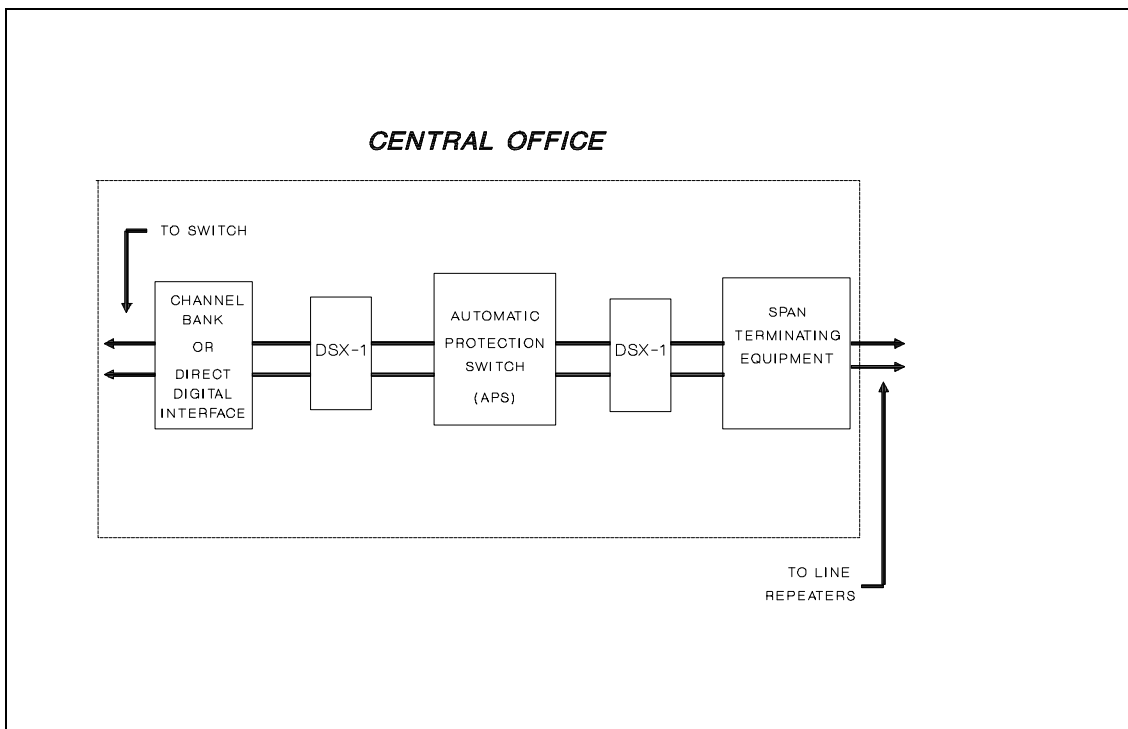 CENTRAL OFFICE
TO SWITCH
CHANNEL
BANK
OR
DIRECT
DIGITAL
INTERFACE
DSX-1
AUTOMATIC
PROTECTION
SWITCH
(APS)
DSX-1
SPAN
TERMINATING
EQUIPMENT
TO LINE
REPEATERS